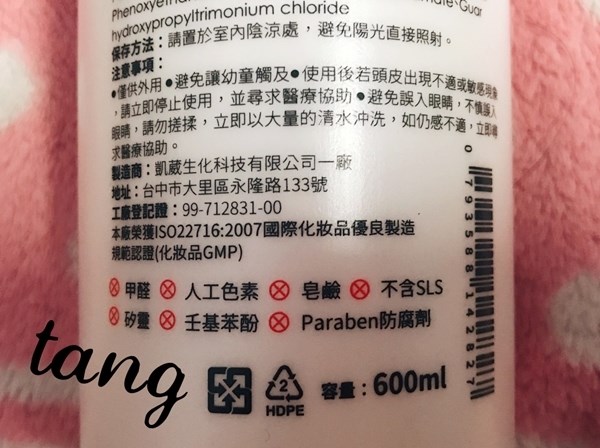 Phenoxyetha
Guar
hydroxypropyltrimonium chloride
保存方法：請置於室內陰涼處，避免陽光直接照射。
注意事項：
●僅供外用●避免讓幼童觸及●使用後若頭皮出現不適或敏感現象
，請立即停止使用，並尋求醫療協助●避免誤入眼睛，不慎誤入
眼睛，請勿搓揉，立即以大量的清水沖洗，如仍感不適，立即尋
求醫療協助。
製造商：凱葳生化科技有限公司一廠
地址：台中市大里區永隆路133號
工廠登記證：99-712831-00
本廠榮獲ISO22716:2007國際化妝品優良製造
規範認證(化妝品GMP)
甲醛 人工色素 皂鹼 不含SLS
矽靈 壬基苯酚 Paraben防腐劑
tang
2
HDPE
容量：600ml
0 793588 142827